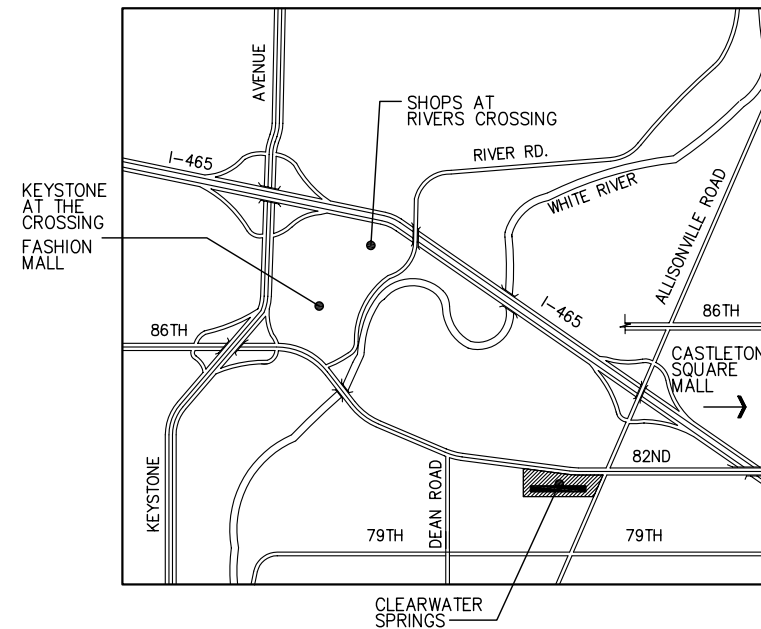 AVENUE
SHOPS AT
RIVERS CROSSING
I-465
RIVER RD.
WHITE RIVER
KEYSTONE
AT THE
CROSSING
FASHION
MALL
ALLISONVILLE ROAD
I-465
86TH
86TH
CASTLETON
SQUARE
MALL
82ND
KEYSTONE
DEAN ROAD
79TH
79TH
CLEARWATER
SPRINGS